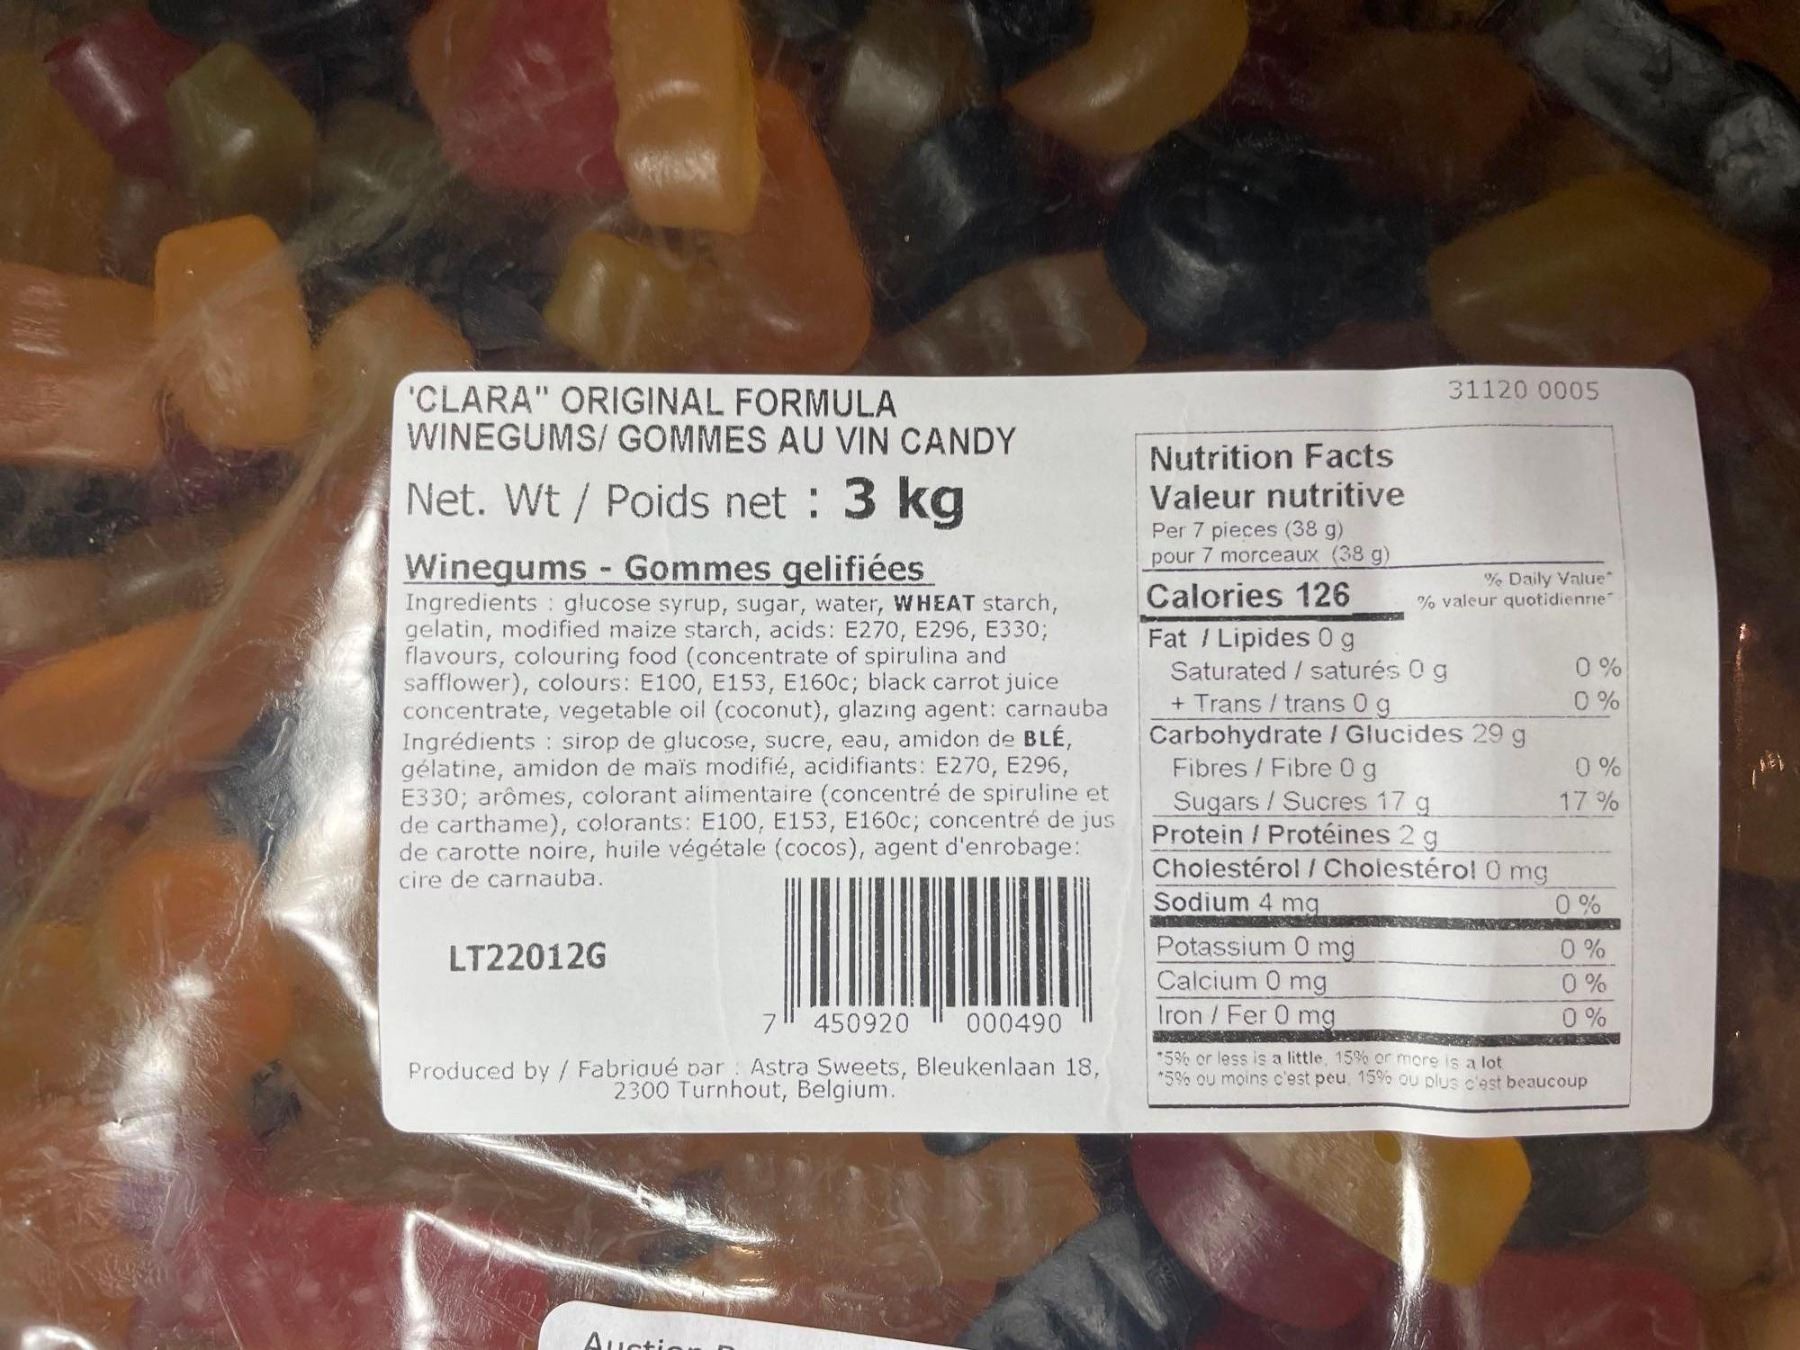 'CLARA" ORIGINAL FORMULA
WINEGUMS/ GOMMES AU VIN CANDY
Net. Wt / Poids net : 3 kg
Winegums - Gommes gelifiées
Ingredients : glucose syrup, sugar, water, WHEAT starch,
gelatin, modified maize starch, acids: E270, E296, E330;
flavours, colouring food (concentrate of spirulina and
safflower), colours: E100, E153, E160c; black carrot juice
concentrate, vegetable oil (coconut), glazing agent: carnauba
Ingrédients : sirop de glucose, sucre, eau, amidon de BLÉ,
gélatine, amidon de maïs modifié, acidifiants: E270, E296,
E330; arômes, colorant alimentaire (concentré de spiruline et
de carthame), colorants: E100, E153, E160c; concentré de jus
de carotte noire, huile végétale (cocos), agent d'enrobage:
cire de carnauba.
LT22012G
7 450920 000490
Produced by / Fabriqué par : Astra Sweets, Bleukenlaan 18,
2300 Turnhout, Belgium.
31120 0005
Nutrition Facts
Valeur nutritive
Per 7 pieces (38 g)
pour 7 morceaux (38 g)
Calories 126
% Daily Value*
% valeur quotidienne*
Fat / Lipides 0 g
Saturated / saturés 0 g 0 %
+ Trans / trans 0 g 0 %
Carbohydrate / Glucides 29 g
Fibres / Fibre 0 g 0 %
Sugars / Sucres 17 g 17 %
Protein / Protéines 2 g
Cholestérol / Cholestérol 0 mg
Sodium 4 mg 0 %
Potassium 0 mg 0 %
Calcium 0 mg 0 %
Iron / Fer 0 mg 0 %
*5% or less is a little, 15% or more is a lot
*5% ou moins c'est peu, 15% ou plus c'est beaucoup